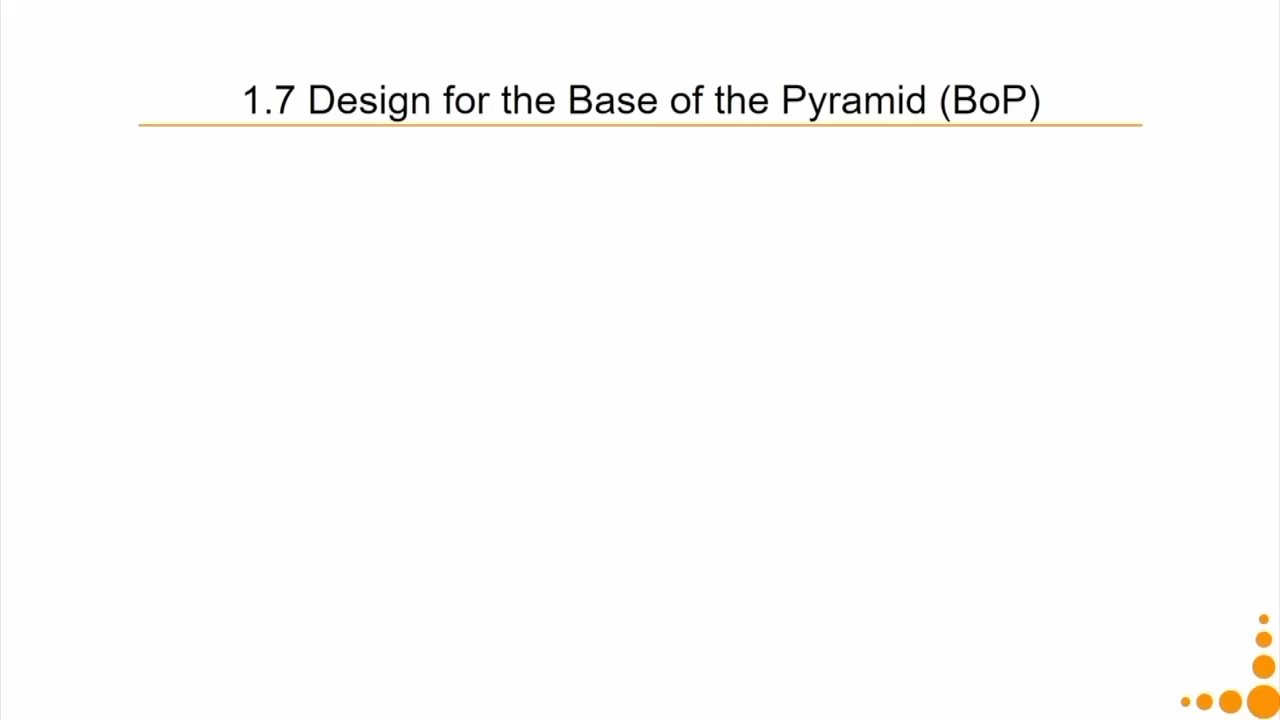 1.7 Design for the Base of the Pyramid (BoP)